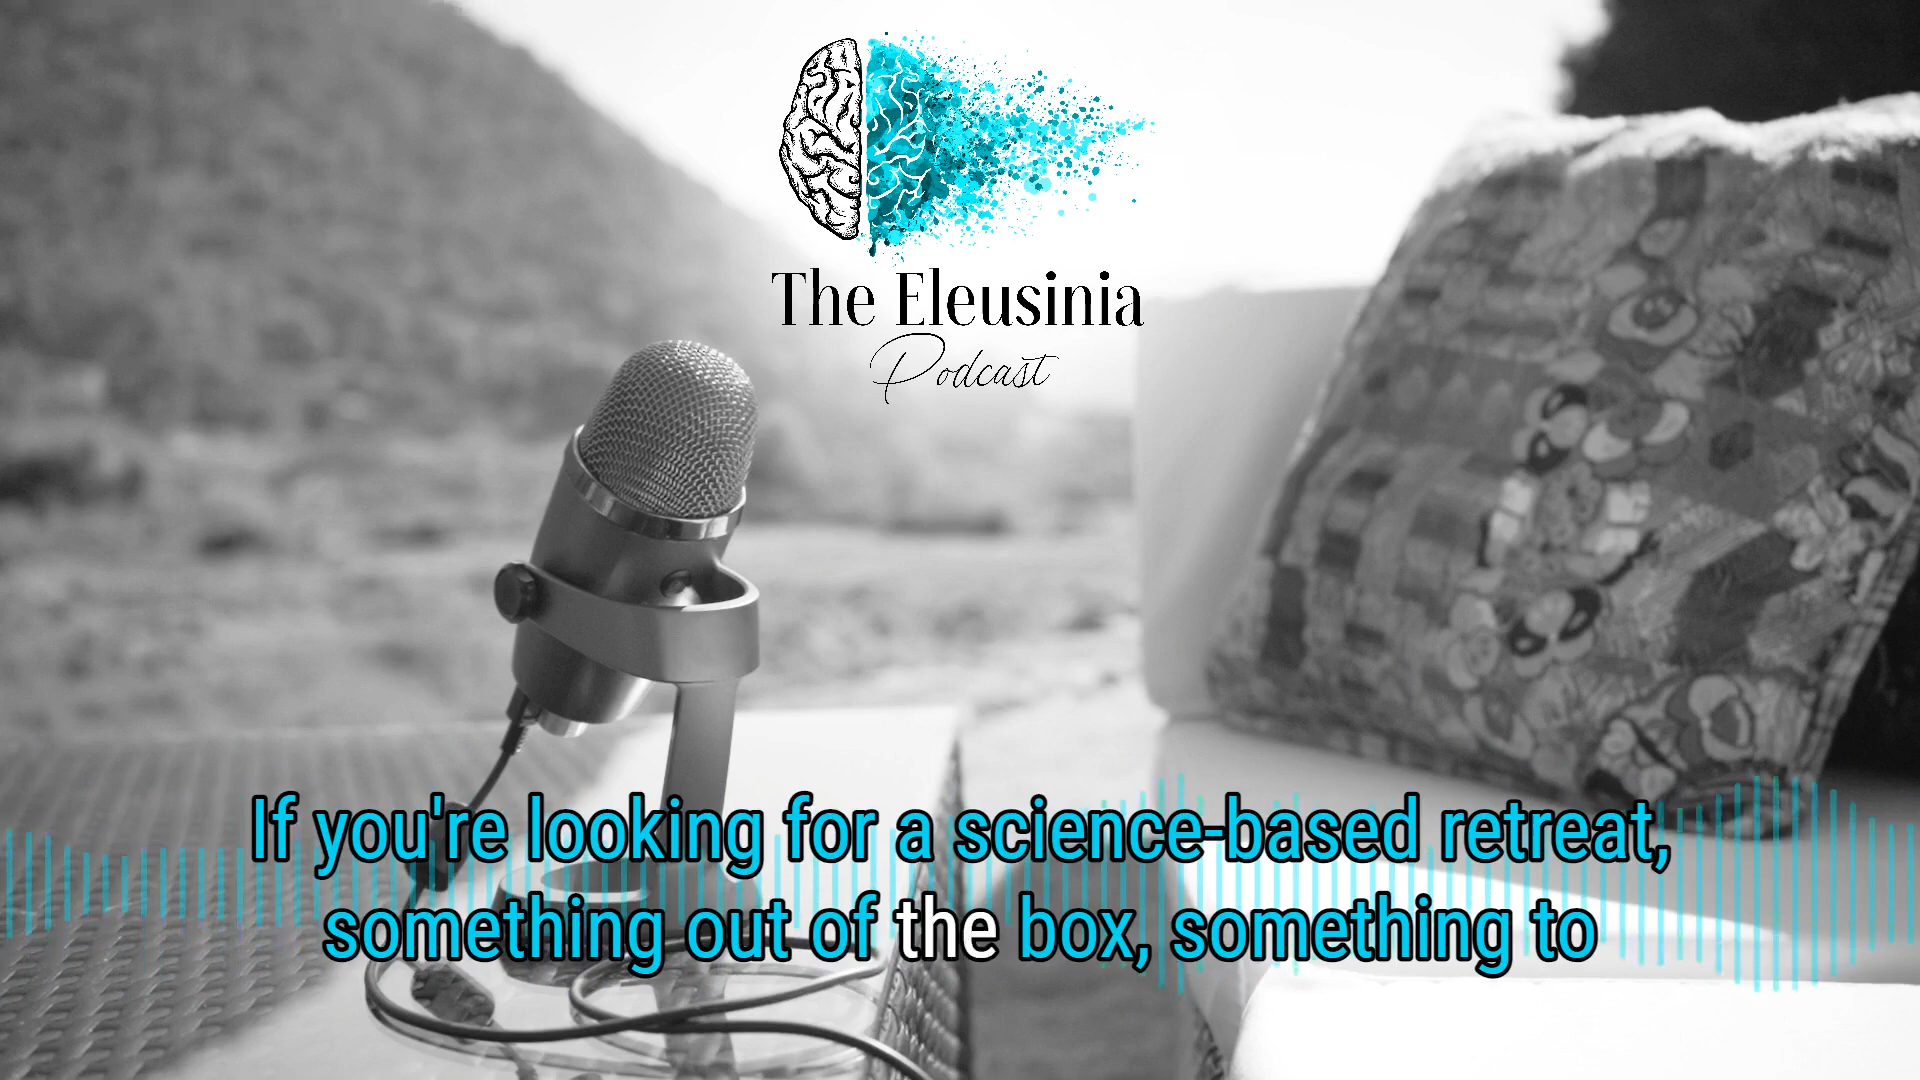 The Eleusinia
Podcast
If you're looking for a science-based retreat,
something out of the box, something to